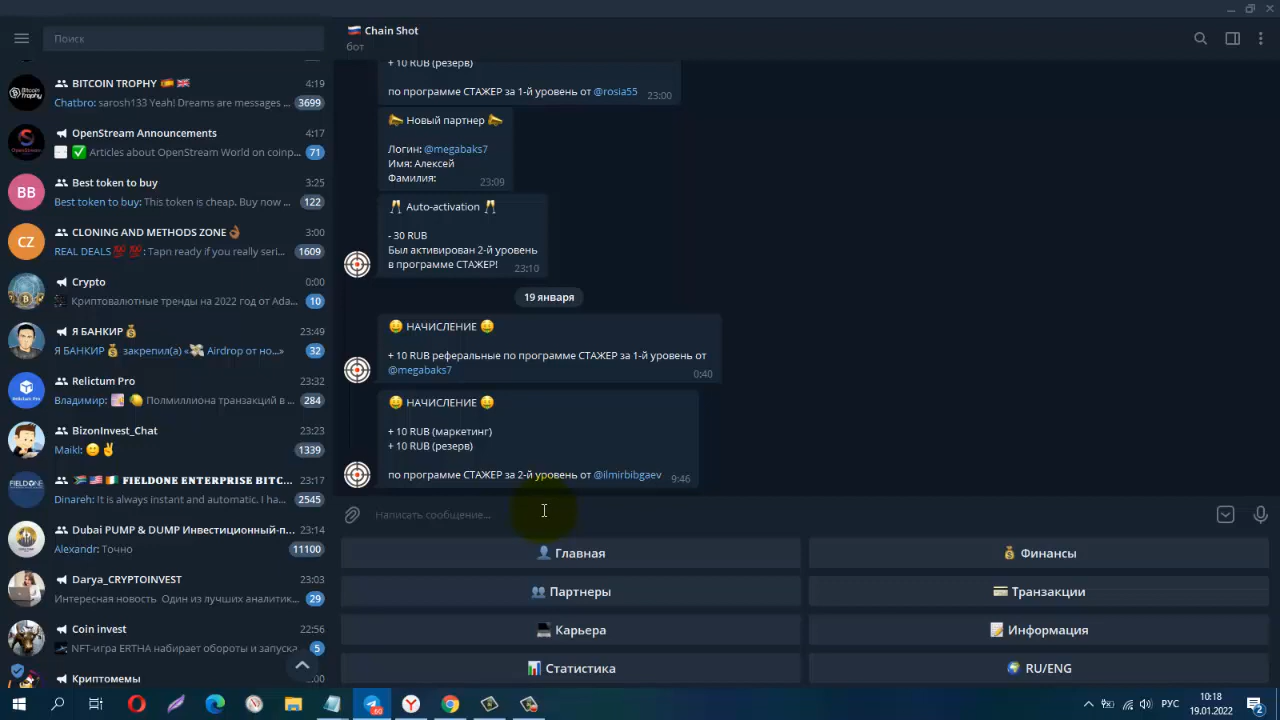 Поиск
BITCOIN TROPHY
4:19
Chatbro: sarosh133 Yeah! Dreams are messages ...
3699
OpenStream Announcements
4:17
Articles about OpenStream World on coinp...
71
BB
Best token to buy
3:25
Best token to buy: This token is cheap. Buy now ...
122
CZ
CLONING AND METHODS ZONE
3:00
REAL DEALS 💯 💯: Tapn ready if you really seri...
1609
Crypto
0:00
Криптовалютные тренды на 2022 год от Ada...
10
Я БАНКИР
23:49
Я БАНКИР закрепил(а) « Airdrop от но...»
32
Relictum Pro
23:32
Владимир: Полмиллиона транзакций в ...
284
BizonInvest_Chat
23:23
Maikl:
1339
FIELDONE ENTERPRISE BITC...
23:17
Dinareh: It is always instant and automatic. I ha...
2545
Dubai PUMP & DUMP Инвестиционный-п...
23:14
Alexandr: Точно
11100
Darya_CRYPTOINVEST
23:03
Интересная новость Один из лучших аналитик...
29
Coin invest
22:56
NFT-игра ERTHA набирает обороты и запуска
5
Криптомемы
Chain Shot
бот
+ 10 RUB (резерв)
по программе СТАЖЕР за 1-й уровень от @rosia55
23:00
Новый партнер
Логин: @megabaks7
Имя: Алексей
Фамилия:
23:09
Auto-activation
- 30 RUB
Был активирован 2-й уровень
в программе СТАЖЕР!
23:10
19 января
НАЧИСЛЕНИЕ
+ 10 RUB реферальные по программе СТАЖЕР за 1-й уровень от
@megabaks7
0:40
НАЧИСЛЕНИЕ
+ 10 RUB (маркетинг)
+ 10 RUB (резерв)
по программе СТАЖЕР за 2-й уровень от @ilmirbibgaev
9:46
Написать сообщение...
Главная
Финансы
Партнеры
Транзакции
Карьера
Информация
Статистика
RU/ENG
РУС
10:18
19.01.2022
2